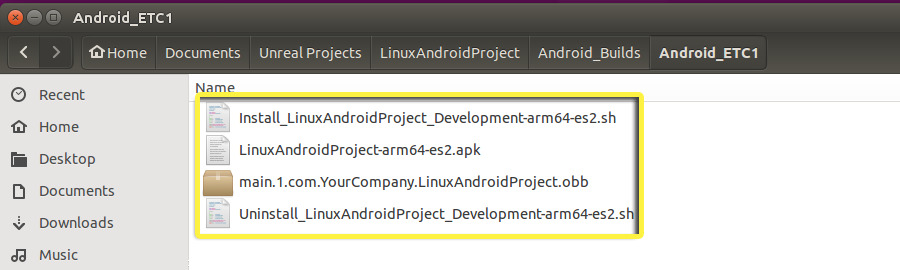 Android_ETC1
Home Documents Unreal Projects LinuxAndroidProject Android_Builds Android_ETC1
Recent
Home
Desktop
Documents
Downloads
Music
Name
Install_LinuxAndroidProject_Development-arm64-es2.sh
LinuxAndroidProject-arm64-es2.apk
main.1.com.YourCompany.LinuxAndroidProject.obb
Uninstall_LinuxAndroidProject_Development-arm64-es2.sh